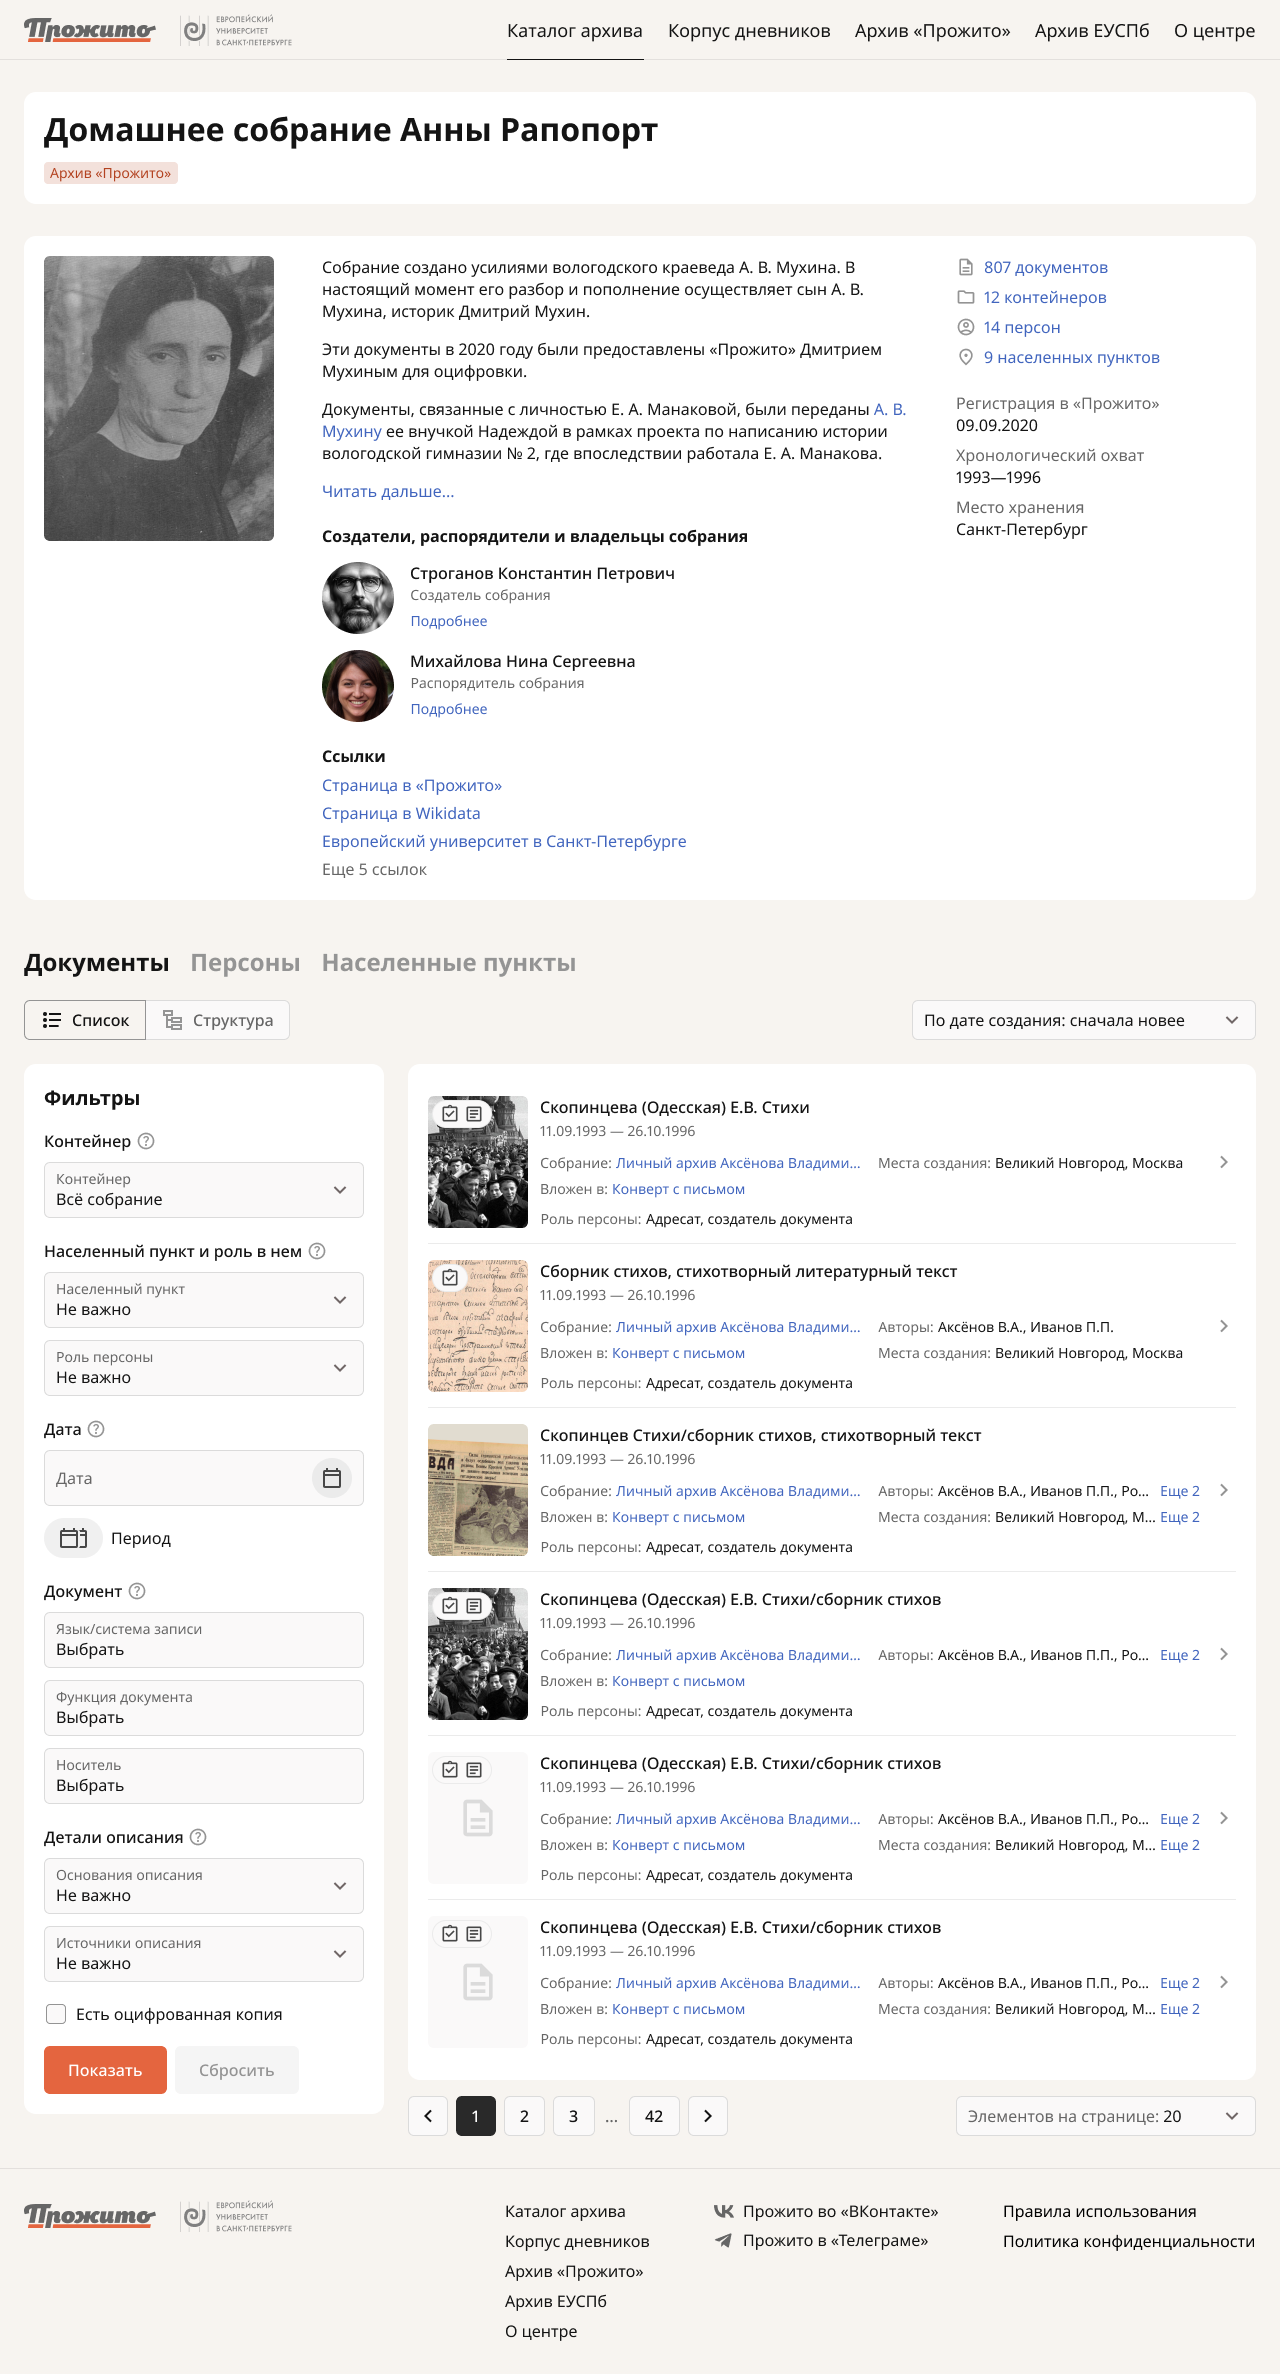 Прожито
ЕВРОПЕЙСКИЙ
УНИВЕРСИТЕТ
В САНКТ-ПЕТЕРБУРГЕ
Каталог архива
Корпус дневников
Архив «Прожито»
Архив ЕУСПб
О центре
Домашнее собрание Анны Рапопорт
Архив «Прожито»
Собрание создано усилиями вологодского краеведа А. В. Мухина. В
настоящий момент его разбор и пополнение осуществляет сын А. В.
Мухина, историк Дмитрий Мухин.
Эти документы в 2020 году были предоставлены «Прожито» Дмитрием
Мухиным для оцифровки.
Документы, связанные с личностью Е. А. Манаковой, были переданы А. В.
Мухину ее внучкой Надеждой в рамках проекта по написанию истории
вологодской гимназии № 2, где впоследствии работала Е. А. Манакова.
Читать дальше...
Создатели, распорядители и владельцы собрания
Строганов Константин Петрович
Создатель собрания
Подробнее
Михайлова Нина Сергеевна
Распорядитель собрания
Подробнее
Ссылки
Страница в «Прожито»
Страница в Wikidata
Европейский университет в Санкт-Петербурге
Еще 5 ссылок
807 документов
12 контейнеров
14 персон
9 населенных пунктов
Регистрация в «Прожито»
09.09.2020
Хронологический охват
1993—1996
Место хранения
Санкт-Петербург
Документы
Персоны
Населенные пункты
Список
Структура
По дате создания: сначала новее
Фильтры
Контейнер
Контейнер
Всё собрание
Населенный пункт и роль в нем
Населенный пункт
Не важно
Роль персоны
Не важно
Дата
Дата
Период
Документ
Язык/система записи
Выбрать
Функция документа
Выбрать
Носитель
Выбрать
Детали описания
Основания описания
Не важно
Источники описания
Не важно
Есть оцифрованная копия
Показать
Сбросить
Скопинцева (Одесская) Е.В. Стихи
11.09.1993 — 26.10.1996
Собрание: Личный архив Аксёнова Владими...
Места создания: Великий Новгород, Москва
Вложен в: Конверт с письмом
Роль персоны: Адресат, создатель документа
Сборник стихов, стихотворный литературный текст
11.09.1993 — 26.10.1996
Собрание: Личный архив Аксёнова Владими...
Авторы: Аксёнов В.А., Иванов П.П.
Вложен в: Конверт с письмом
Места создания: Великий Новгород, Москва
Роль персоны: Адресат, создатель документа
Скопинцев Стихи/сборник стихов, стихотворный текст
11.09.1993 — 26.10.1996
Собрание: Личный архив Аксёнова Владими...
Авторы: Аксёнов В.А., Иванов П.П., Ро... Еще 2
Вложен в: Конверт с письмом
Места создания: Великий Новгород, М... Еще 2
Роль персоны: Адресат, создатель документа
Скопинцева (Одесская) Е.В. Стихи/сборник стихов
11.09.1993 — 26.10.1996
Собрание: Личный архив Аксёнова Владими...
Авторы: Аксёнов В.А., Иванов П.П., Ро... Еще 2
Вложен в: Конверт с письмом
Роль персоны: Адресат, создатель документа
Скопинцева (Одесская) Е.В. Стихи/сборник стихов
11.09.1993 — 26.10.1996
Собрание: Личный архив Аксёнова Владими...
Авторы: Аксёнов В.А., Иванов П.П., Ро... Еще 2
Вложен в: Конверт с письмом
Места создания: Великий Новгород, М... Еще 2
Роль персоны: Адресат, создатель документа
Скопинцева (Одесская) Е.В. Стихи/сборник стихов
11.09.1993 — 26.10.1996
Собрание: Личный архив Аксёнова Владими...
Авторы: Аксёнов В.А., Иванов П.П., Ро... Еще 2
Вложен в: Конверт с письмом
Места создания: Великий Новгород, М... Еще 2
Роль персоны: Адресат, создатель документа
1 2 3 ... 42
Элементов на странице: 20
Прожито
ЕВРОПЕЙСКИЙ
УНИВЕРСИТЕТ
В САНКТ-ПЕТЕРБУРГЕ
Каталог архива
Корпус дневников
Архив «Прожито»
Архив ЕУСПб
О центре
Прожито во «ВКонтакте»
Прожито в «Телеграме»
Правила использования
Политика конфиденциальности